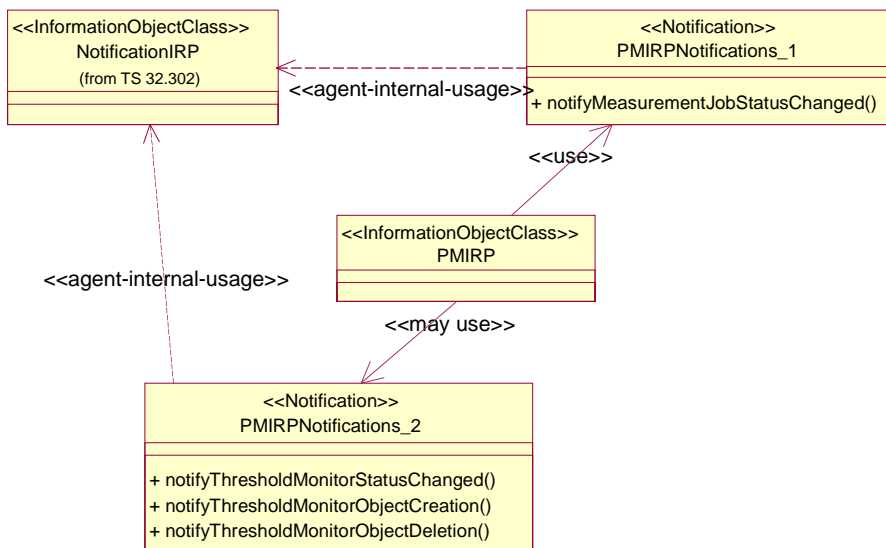 <<InformationObjectClass>>
NotificationIRP
(from TS 32.302)
<<Notification>>
PMIRPNotifications_1
+ notifyMeasurementJobStatusChanged()
<<agent-internal-usage>>
<<use>>
<<InformationObjectClass>>
PMIRP
<<agent-internal-usage>>
<<may use>>
<<Notification>>
PMIRPNotifications_2
+ notifyThresholdMonitorStatusChanged()
+ notifyThresholdMonitorObjectCreation()
+ notifyThresholdMonitorObjectDeletion()